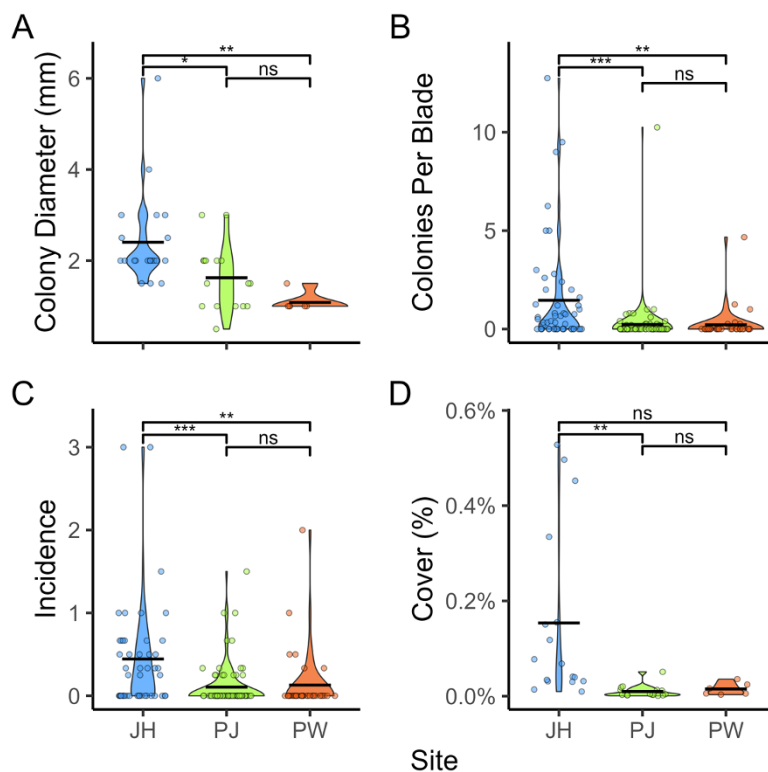 A
Colony Diameter (mm)
6
4
2
**
*
ns
B
Colonies Per Blade
10
5
0
**
***
ns
C
Incidence
3
2
1
0
**
***
ns
JH PJ PW
D
Cover (%)
0.6%
0.4%
0.2%
0.0%
ns
**
ns
JH PJ PW
Site